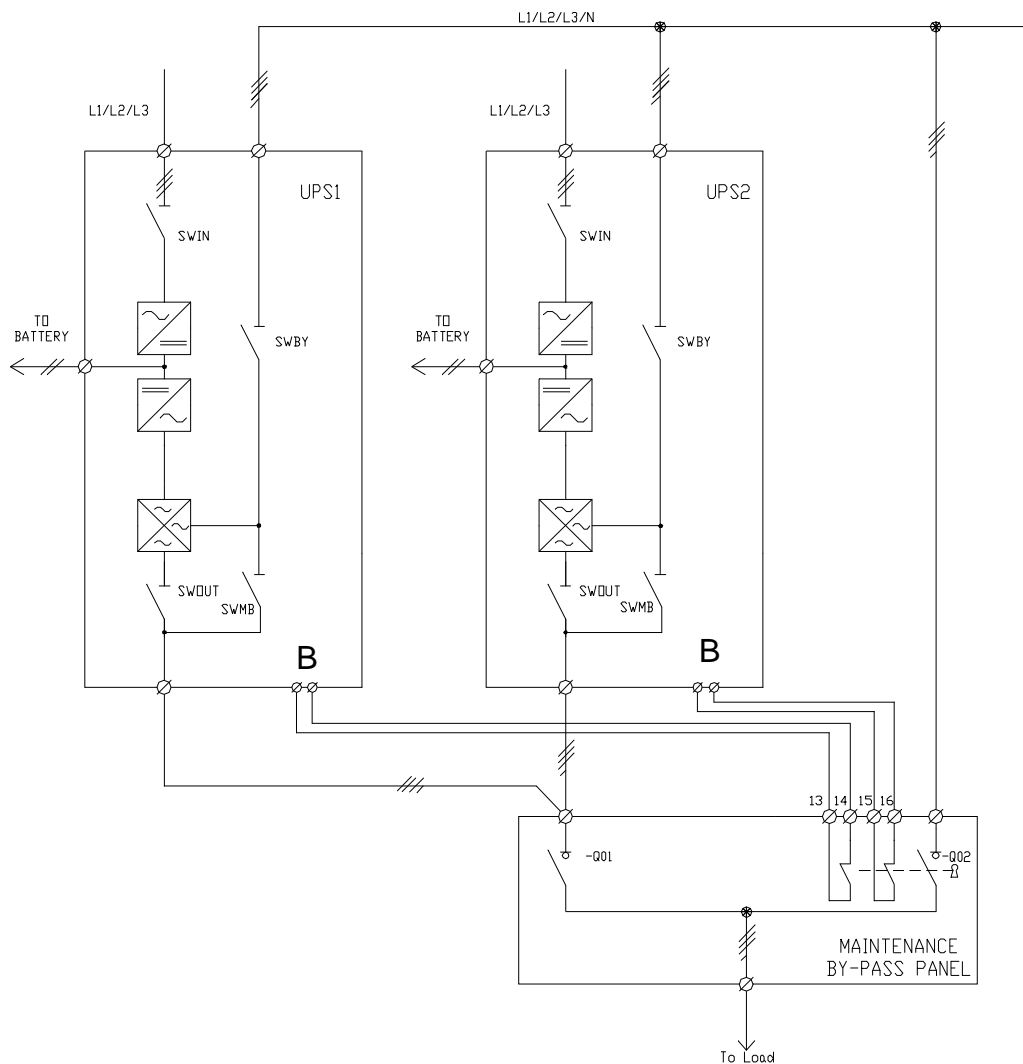 L1/L2/L3/N
L1/L2/L3
L1/L2/L3
UPS1
UPS2
SWIN
SWIN
TO
BATTERY
TO
BATTERY
SWBY
SWBY
SWOUT
SWMB
SWOUT
SWMB
B
B
13 14 15 16
-Q01
-Q02
MAINTENANCE
BY-PASS PANEL
To Load